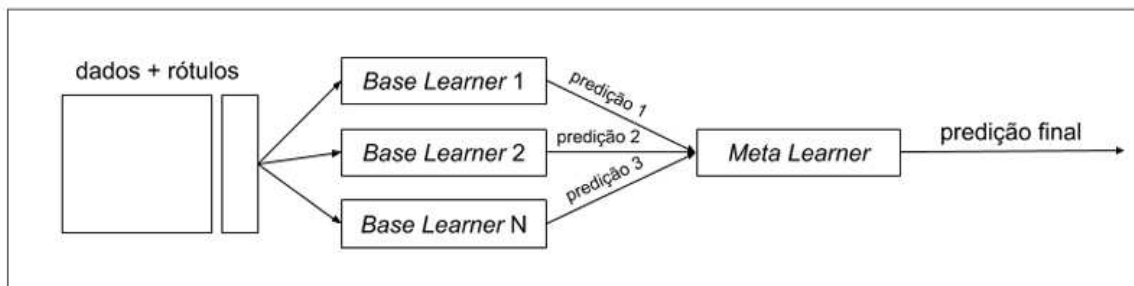 dados + rótulos
Base Learner 1
Base Learner 2
Base Learner N
predição 1
predição 2
predição 3
Meta Learner
predição final